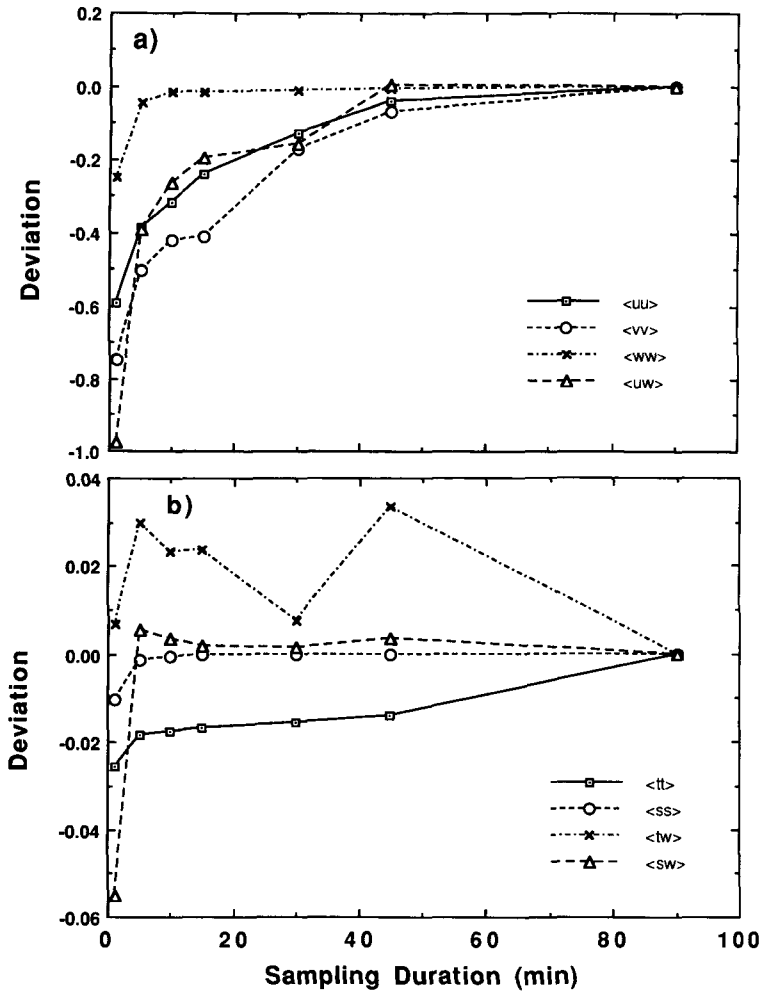 a)
0.2
0.0
-0.2
-0.4
-0.6
-0.8
-1.0
Deviation
<uu>
<vv>
<ww>
<uw>
b)
0.04
0.02
0.00
-0.02
-0.04
-0.06
Deviation
<tt>
<ss>
<tw>
<sw>
0 20 40 60 80 100
Sampling Duration (min)